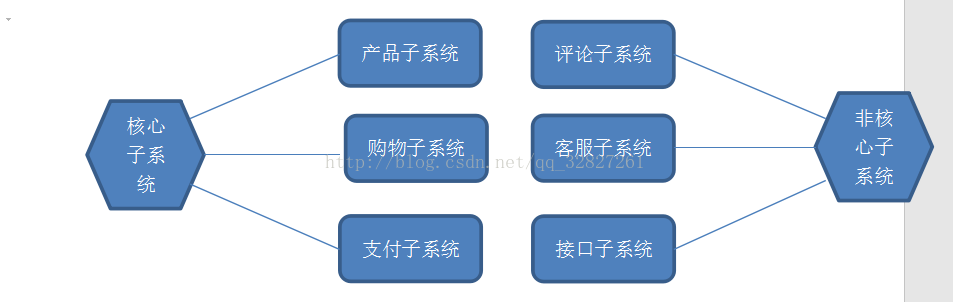 产品子系统
评论子系统
核心
子系
统
购物子系统
客服子系统
非核
心子
系统
http://blog.csdn.net/qq_32827261
支付子系统
接口子系统